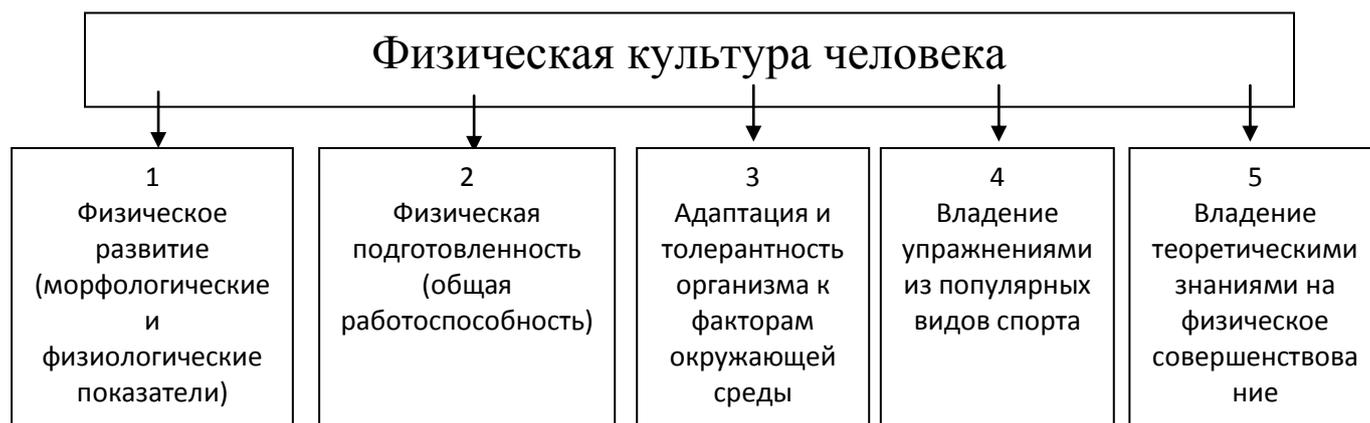 Физическая культура человека
1
Физическое
развитие
(морфологические
и
физиологические
показатели)
2
Физическая
подготовленность
(общая
работоспособность)
3
Адаптация и
толерантность
организма к
факторам
окружающей
среды
4
Владение
упражнениями
из популярных
видов спорта
5
Владение
теоретическими
знаниями на
физическое
совершенствова
ние